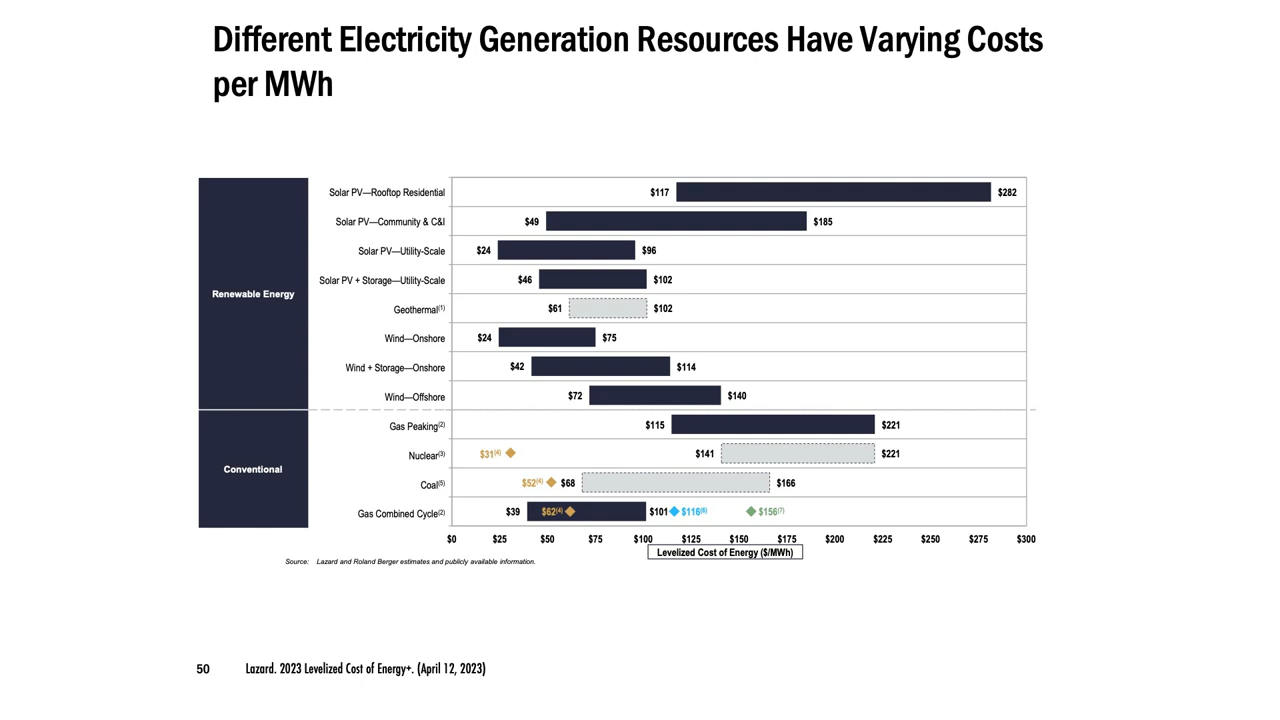 Different Electricity Generation Resources Have Varying Costs
per MWh
Renewable Energy
Solar PV—Rooftop Residential $117 $282
Solar PV—Community & C&I $49 $185
Solar PV—Utility-Scale $24 $96
Solar PV + Storage—Utility-Scale $46 $102
Geothermal(1) $61 $102
Wind—Onshore $24 $75
Wind + Storage—Onshore $42 $114
Wind—Offshore $72 $140
Conventional
Gas Peaking(2) $115 $221
Nuclear(3) $31(4) $141 $221
Coal(5) $52(4) $68 $166
Gas Combined Cycle(2) $39 $62(4) $101 $116(6) $156(7)
$0 $25 $50 $75 $100 $125 $150 $175 $200 $225 $250 $275 $300
Levelized Cost of Energy ($/MWh)
Source: Lazard and Roland Berger estimates and publicly available information.
50 Lazard. 2023 Levelized Cost of Energy+. (April 12, 2023)